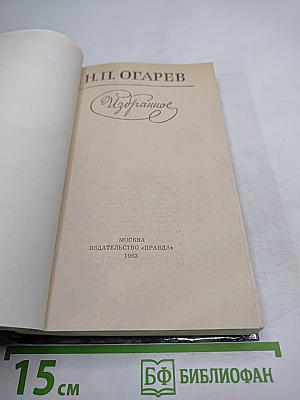 Н.П. ОГАРЕВ
Избранное
МОСКВА
ИЗДАТЕЛЬСТВО «ПРАВДА»
1983
15 СМ
БФ БИБЛИОФАН